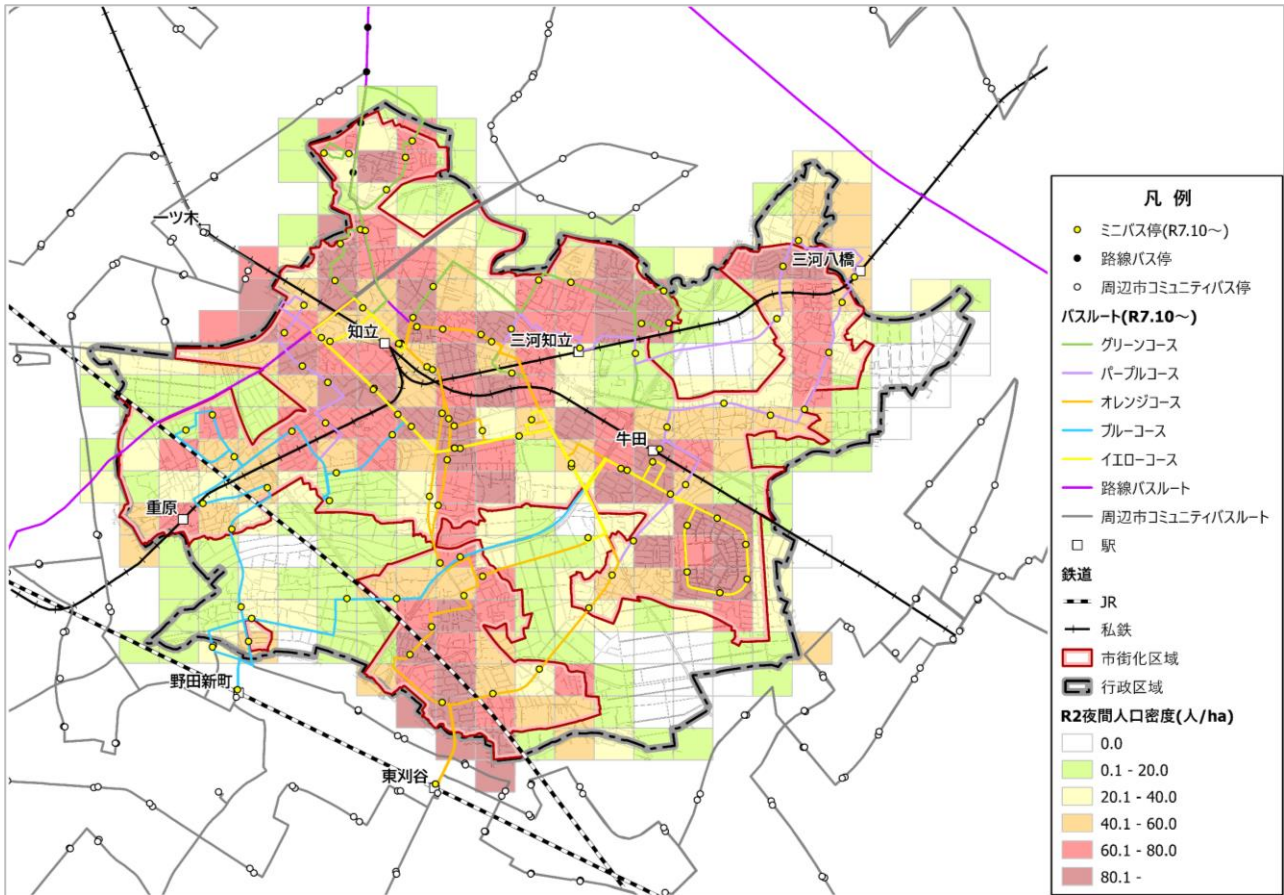 一ツ木
三河八橋
知立
三河知立
牛田
重原
野田新町
東刈谷
凡 例
ミニバス停(R7.10～)
路線バス停
周辺市コミュニティバス停
バスルート(R7.10～)
グリーンコース
パープルコース
オレンジコース
ブルーコース
イエローコース
路線バスルート
周辺市コミュニティバスルート
駅
鉄道
JR
私鉄
市街化区域
行政区域
R2夜間人口密度(人/ha)
0.0
0.1 - 20.0
20.1 - 40.0
40.1 - 60.0
60.1 - 80.0
80.1 -